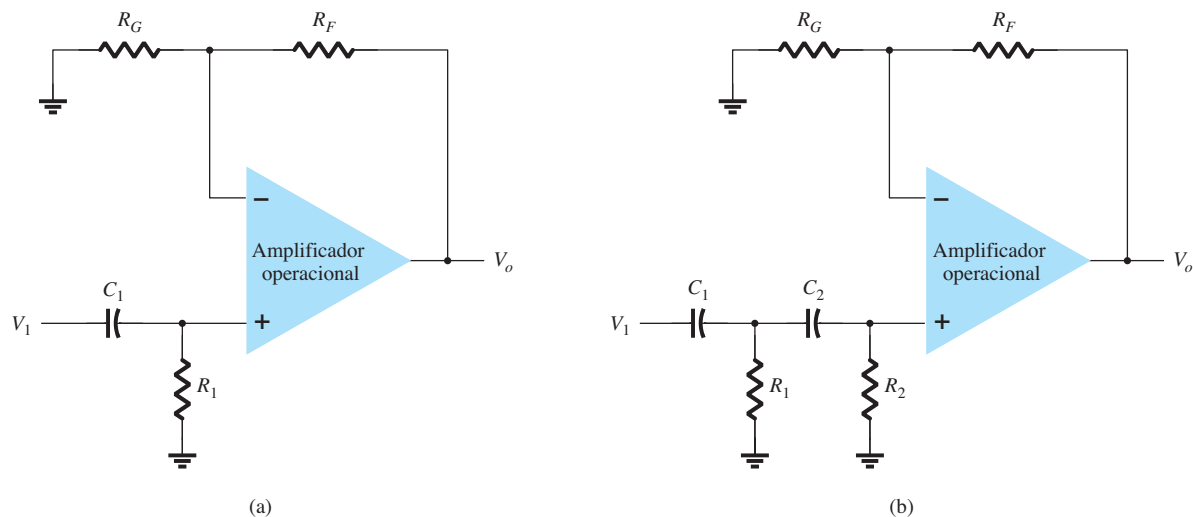 R_G
R_F
−
Amplificador
operacional
V_o
C_1
V_1
+
R_1
(a)
R_G
R_F
−
Amplificador
operacional
V_o
C_1
C_2
V_1
+
R_1
R_2
(b)